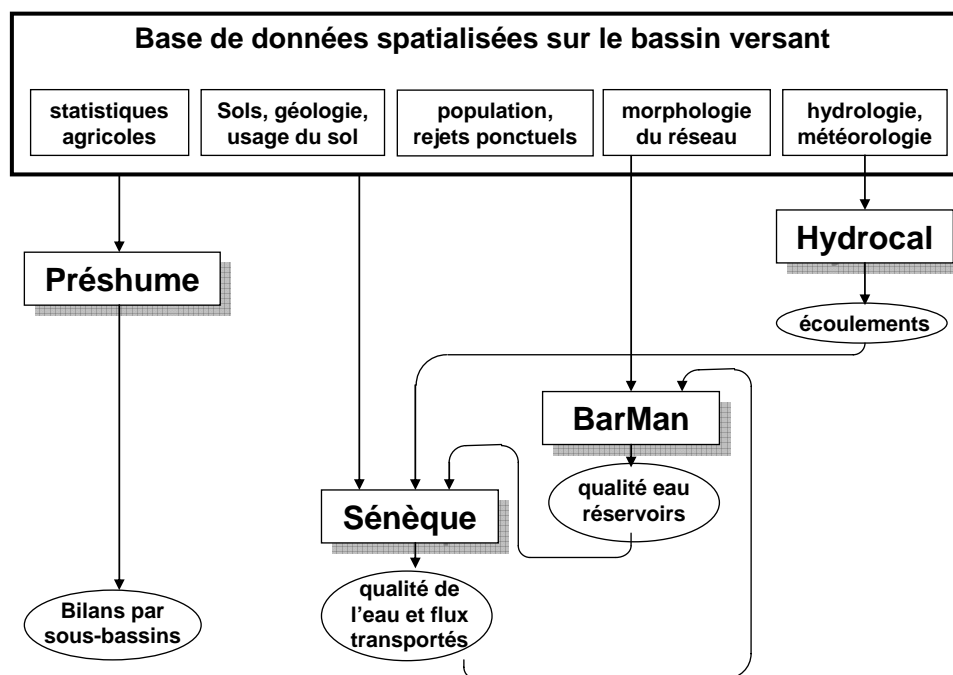 Base de données spatialisées sur le bassin versant
statistiques
agricoles
Sols, géologie,
usage du sol
population,
rejets ponctuels
morphologie
du réseau
hydrologie,
météorologie
Hydrocal
Préshume
écoulements
BarMan
qualité eau
réservoirs
Sénèque
qualité de
l'eau et flux
transportés
Bilans par
sous-bassins